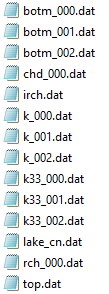 botm_000.dat
botm_001.dat
botm_002.dat
chd_000.dat
irch.dat
k_000.dat
k_001.dat
k_002.dat
k33_000.dat
k33_001.dat
k33_002.dat
lake_cn.dat
rch_000.dat
top.dat